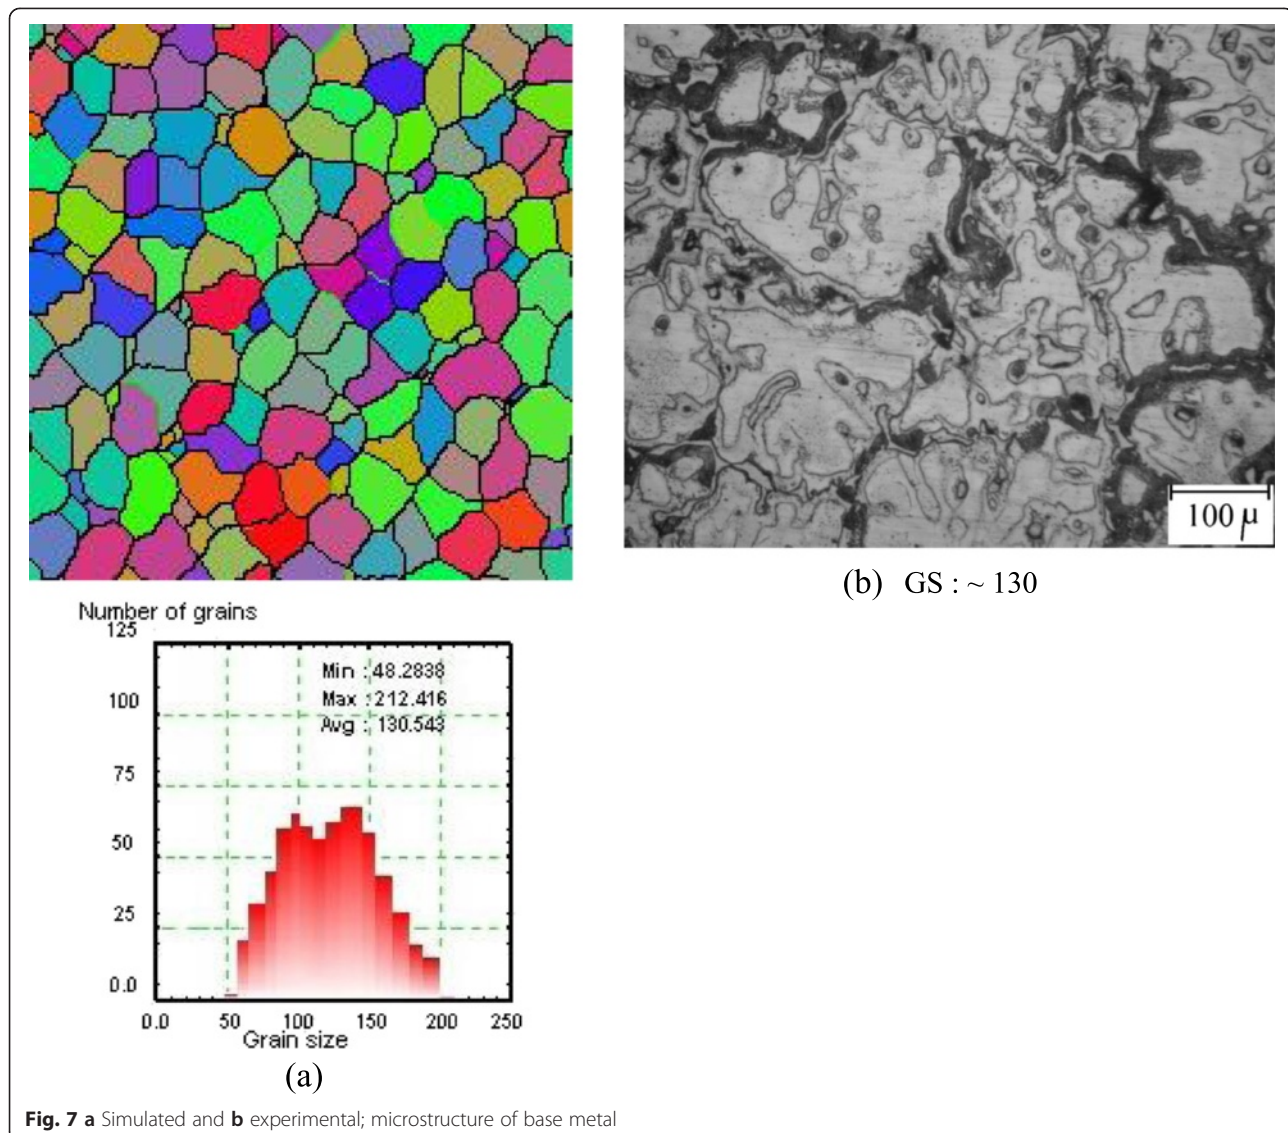 100 μ
(b) GS : ~ 130
Number of grains
125
Min : 48.2838
Max : 212.416
Avg : 130.543
100
75
50
25
0.0
0.0 50 100 150 200 250
Grain size
(a)
Fig. 7 a Simulated and b experimental; microstructure of base metal